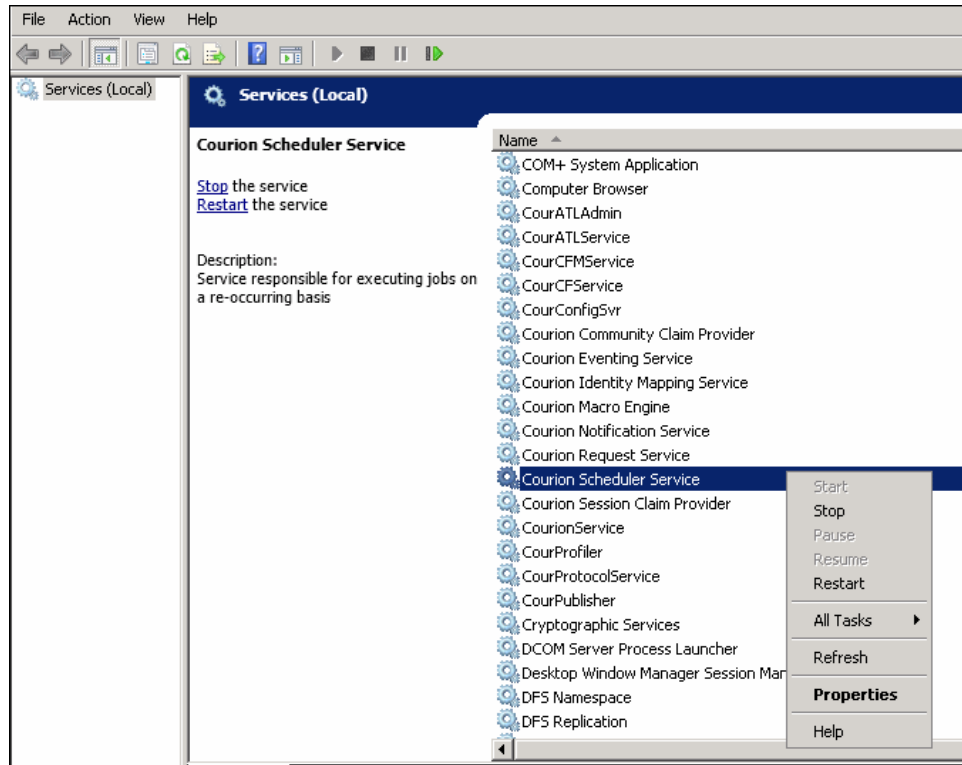 File Action View Help
Services (Local)
Services (Local)
Courion Scheduler Service
Stop the service
Restart the service
Description:
Service responsible for executing jobs on
a re-occurring basis
Name
COM+ System Application
Computer Browser
CourATLAdmin
CourATLService
CourCFMService
CourCFService
CourConfigSvr
Courion Community Claim Provider
Courion Eventing Service
Courion Identity Mapping Service
Courion Macro Engine
Courion Notification Service
Courion Request Service
Courion Scheduler Service
Courion Session Claim Provider
CourionService
CourProfiler
CourProtocolService
CourPublisher
Cryptographic Services
DCOM Server Process Launcher
Desktop Window Manager Session Man
DFS Namespace
DFS Replication
Start
Stop
Pause
Resume
Restart
All Tasks
Refresh
Properties
Help